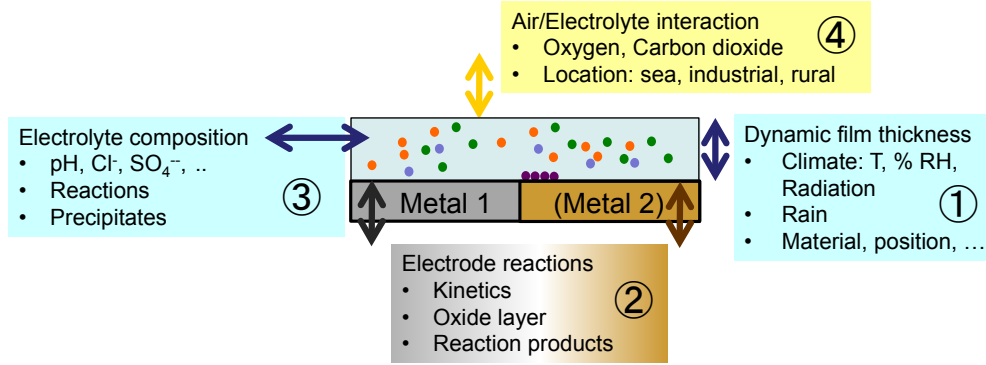 Air/Electrolyte interaction
• Oxygen, Carbon dioxide
• Location: sea, industrial, rural
④
Electrolyte composition
• pH, Cl⁻, SO₄⁻⁻, ..
• Reactions
• Precipitates
③
Metal 1
(Metal 2)
Dynamic film thickness
• Climate: T, % RH,
Radiation
• Rain
• Material, position, …
①
Electrode reactions
• Kinetics
• Oxide layer
• Reaction products
②